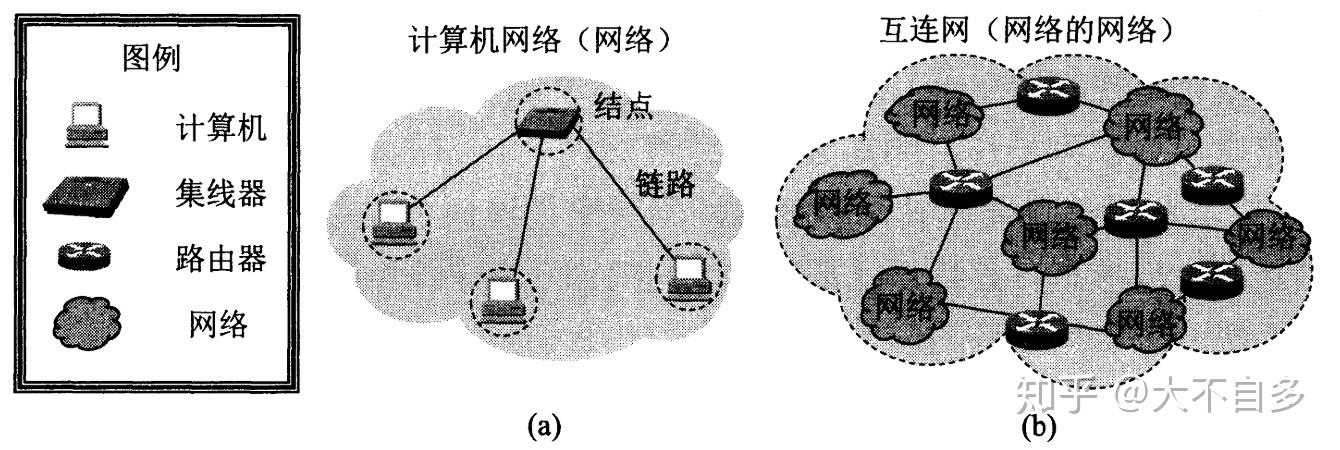 图例
计算机
集线器
路由器
网络
计算机网络（网络）
结点
链路
(a)
互连网（网络的网络）
网络
网络
网络
网络
网络
网络
网络
(b)
知乎 @大不自多